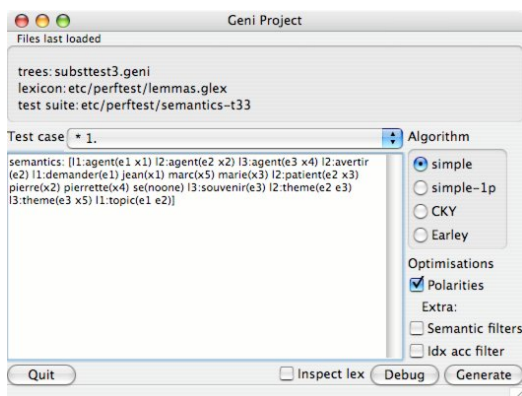 Geni Project
Files last loaded
trees: substtest3.geni
lexicon: etc/perftest/lemmas.glex
test suite: etc/perftest/semantics-t33
Test case * 1.
Algorithm
semantics: [l1:agent(e1 x1) l2:agent(e2 x2) l3:agent(e3 x4) l2:avertir
(e2) l1:demander(e1) jean(x1) marc(x5) marie(x3) l2:patient(e2 x3)
pierre(x2) pierrette(x4) se(noone) l3:souvenir(e3) l2:theme(e2 e3)
l3:theme(e3 x5) l1:topic(e1 e2)]
simple
simple-1p
CKY
Earley
Optimisations
Polarities
Extra:
Semantic filters
Idx acc filter
Quit
Inspect lex
Debug
Generate